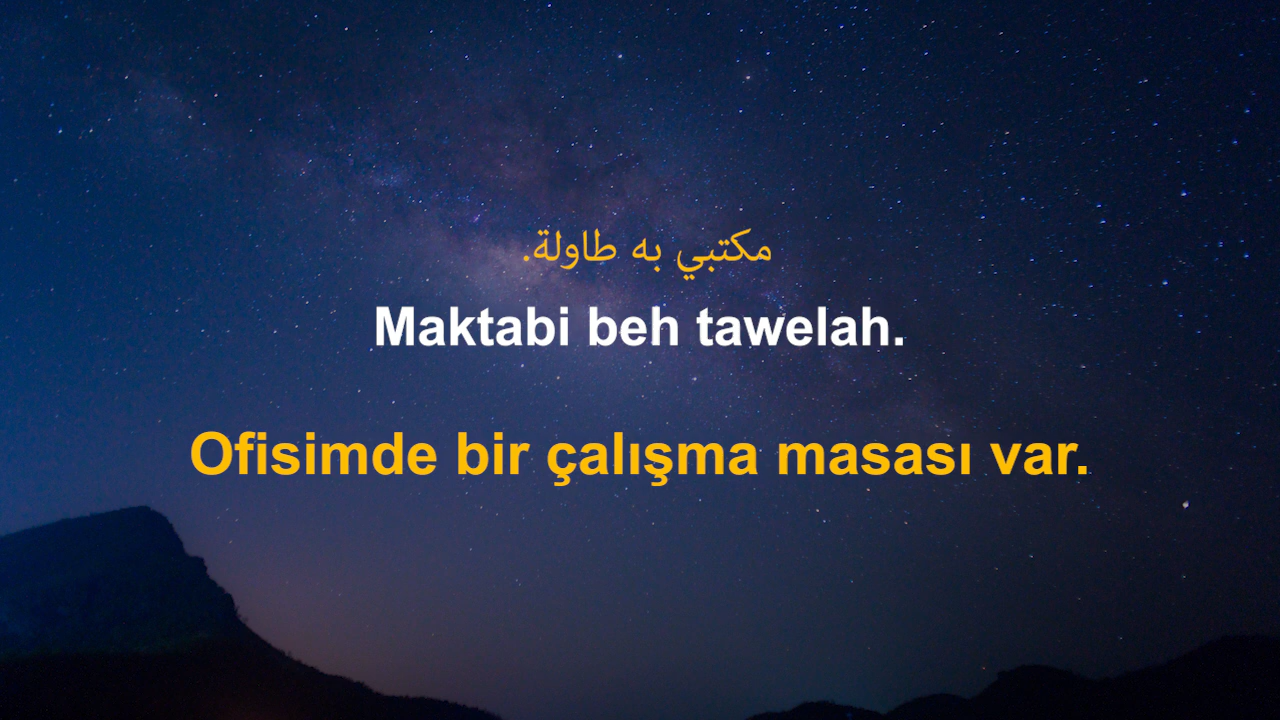 مكتبي به طاولة.
Maktabi beh tawelah.
Ofisimde bir çalışma masası var.